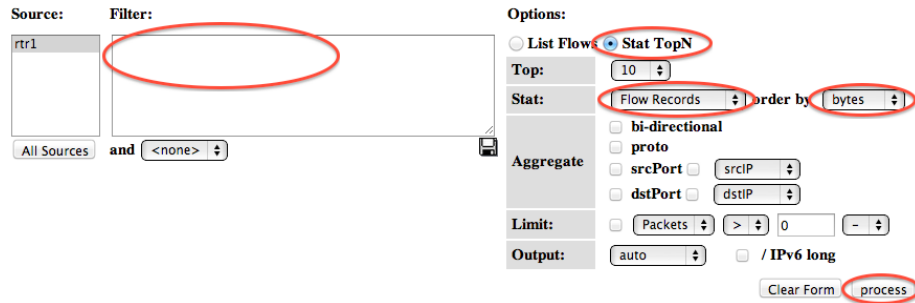 Source: Filter: Options:
rtr1
List Flows Stat TopN
Top: 10
Stat: Flow Records order by bytes
Aggregate
bi-directional
proto
srcPort srcIP
dstPort dstIP
All Sources and <none>
Limit: Packets > 0 -
Output: auto / IPv6 long
Clear Form process